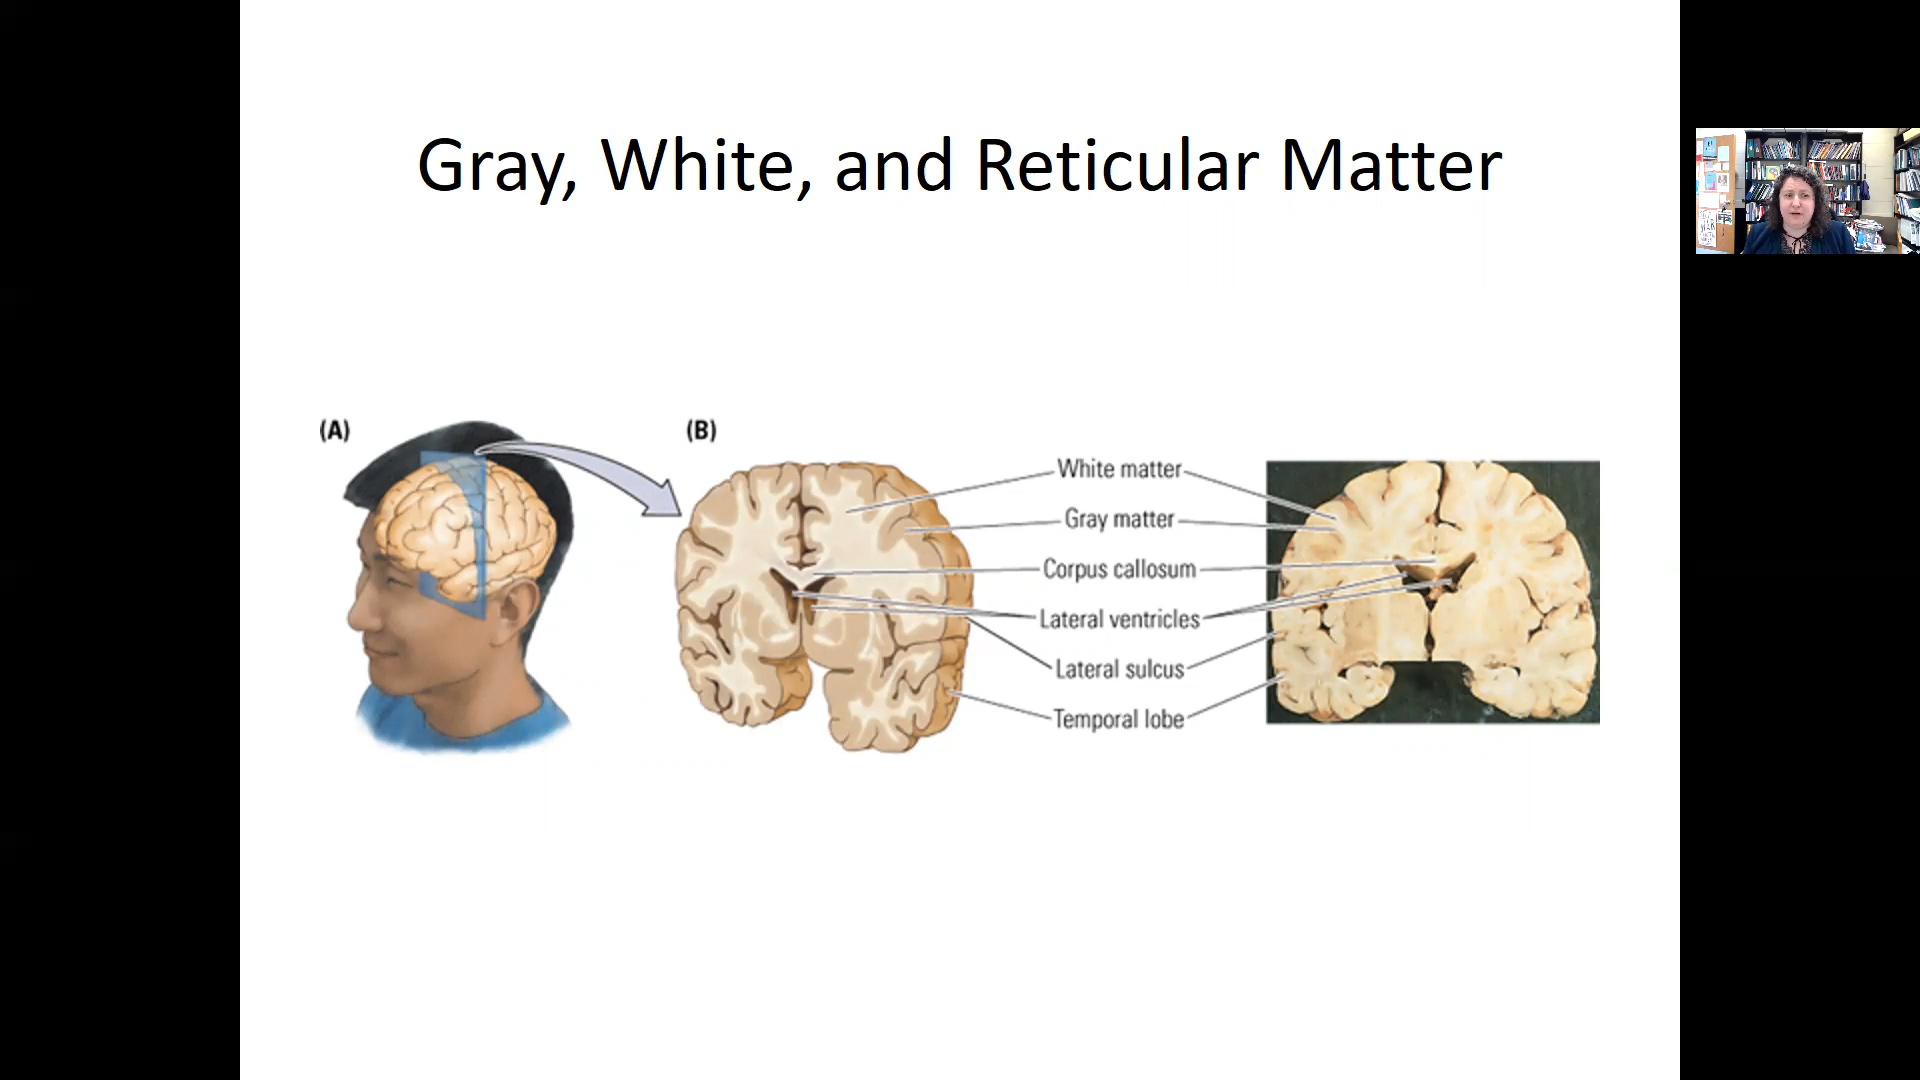 Gray, White, and Reticular Matter
(A)
(B)
White matter
Gray matter
Corpus callosum
Lateral ventricles
Lateral sulcus
Temporal lobe